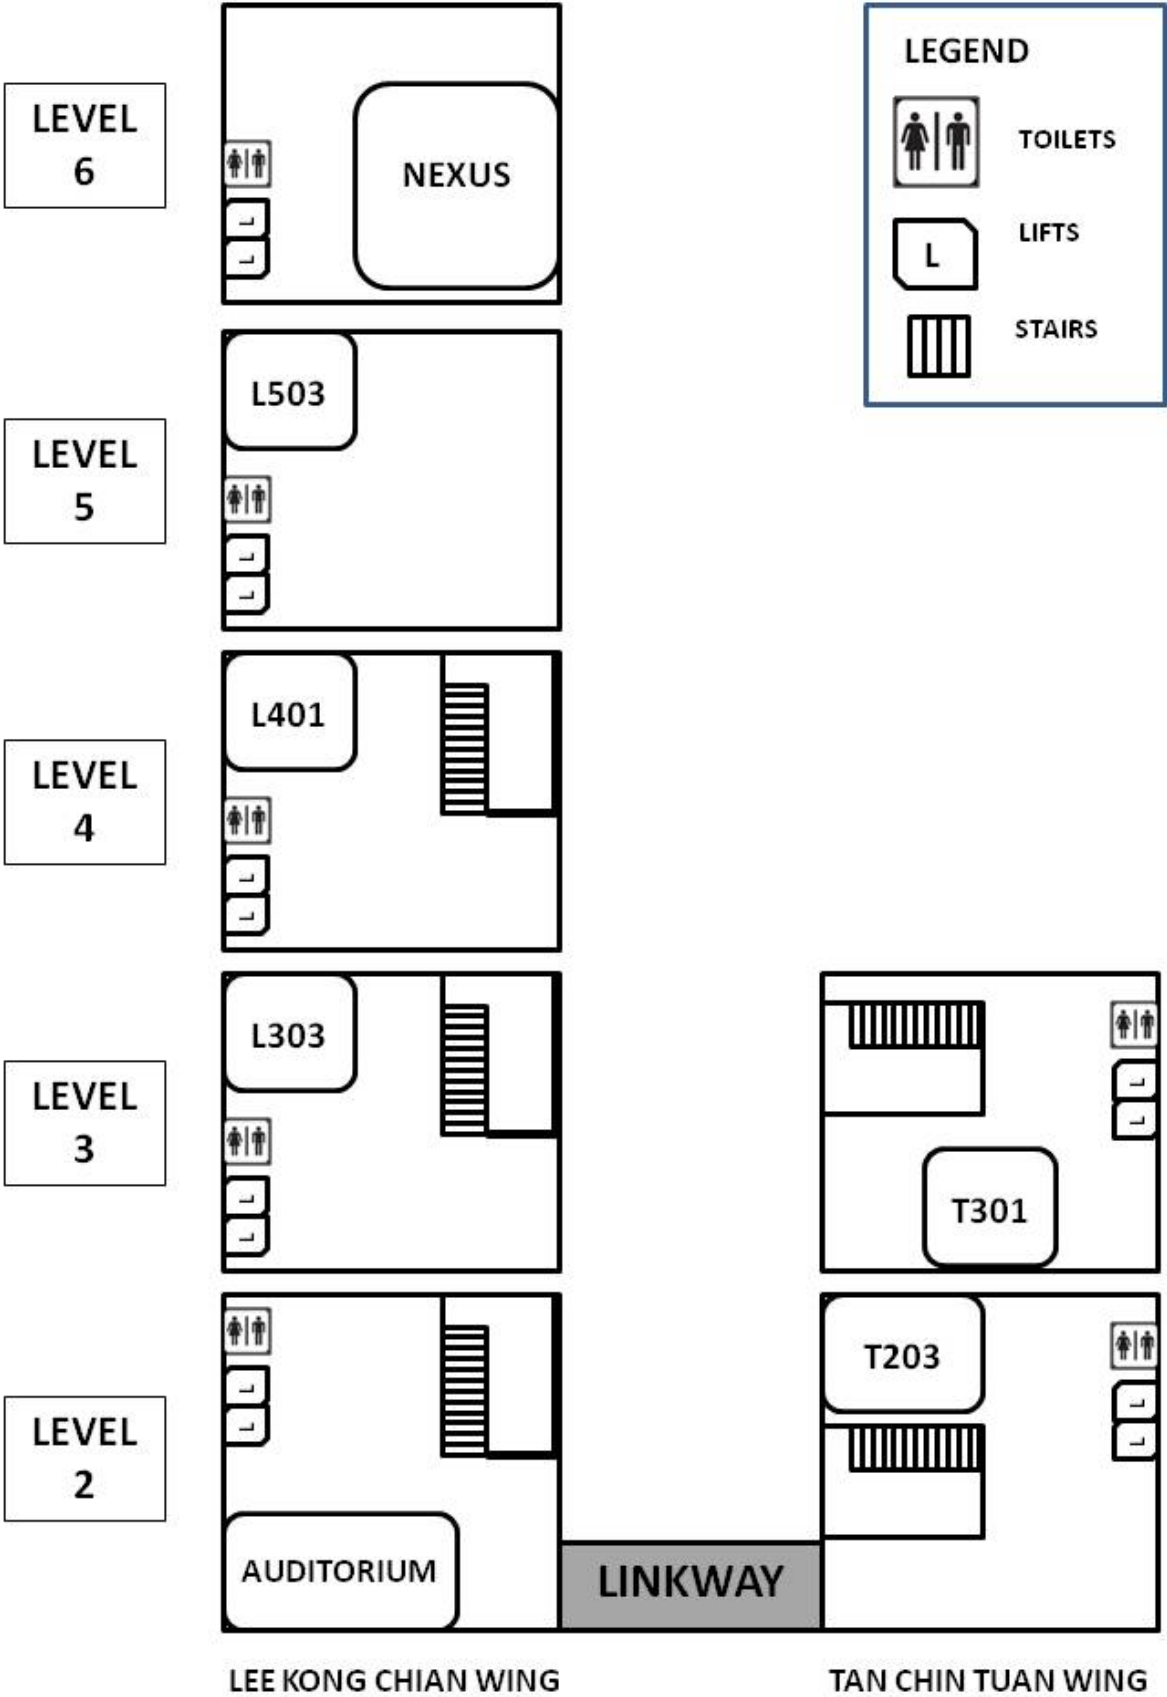 LEGEND
TOILETS
L
LIFTS
STAIRS
LEVEL
6
NEXUS
L
L
LEVEL
5
L503
L
L
LEVEL
4
L401
L
L
LEVEL
3
L303
L
L
T301
L
L
LEVEL
2
L
L
AUDITORIUM
LINKWAY
T203
L
L
LEE KONG CHIAN WING
TAN CHIN TUAN WING